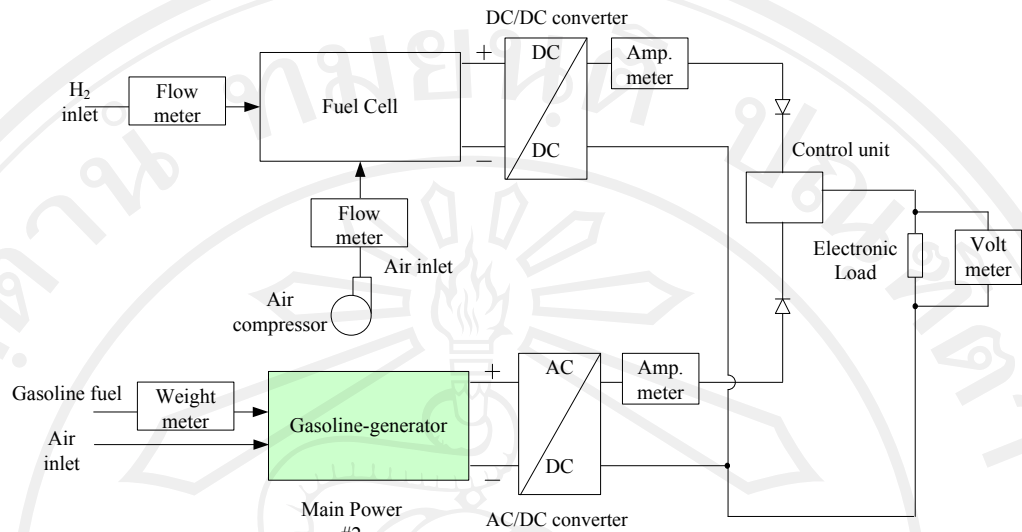 DC/DC converter
DC
Amp.
meter
H2
inlet
Flow
meter
+
Fuel Cell
DC
−
Control unit
Flow
meter
Air inlet
Air
compressor
Electronic
Load
Volt
meter
Gasoline fuel
Weight
meter
+
AC
Amp.
meter
Gasoline-generator
Air
inlet
DC
−
Main Power
AC/DC converter